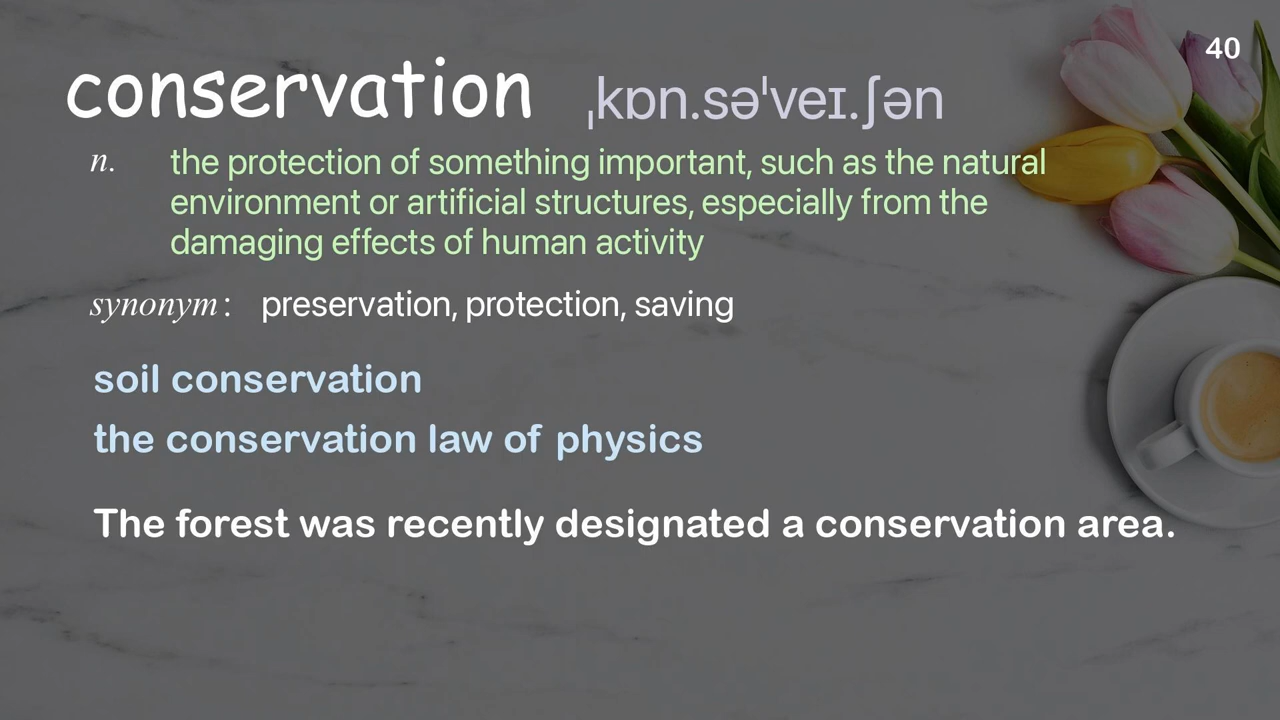 40
conservation ˌkɒn.səˈveɪ.ʃən
n. the protection of something important, such as the natural
environment or artificial structures, especially from the
damaging effects of human activity
synonym: preservation, protection, saving
soil conservation
the conservation law of physics
The forest was recently designated a conservation area.